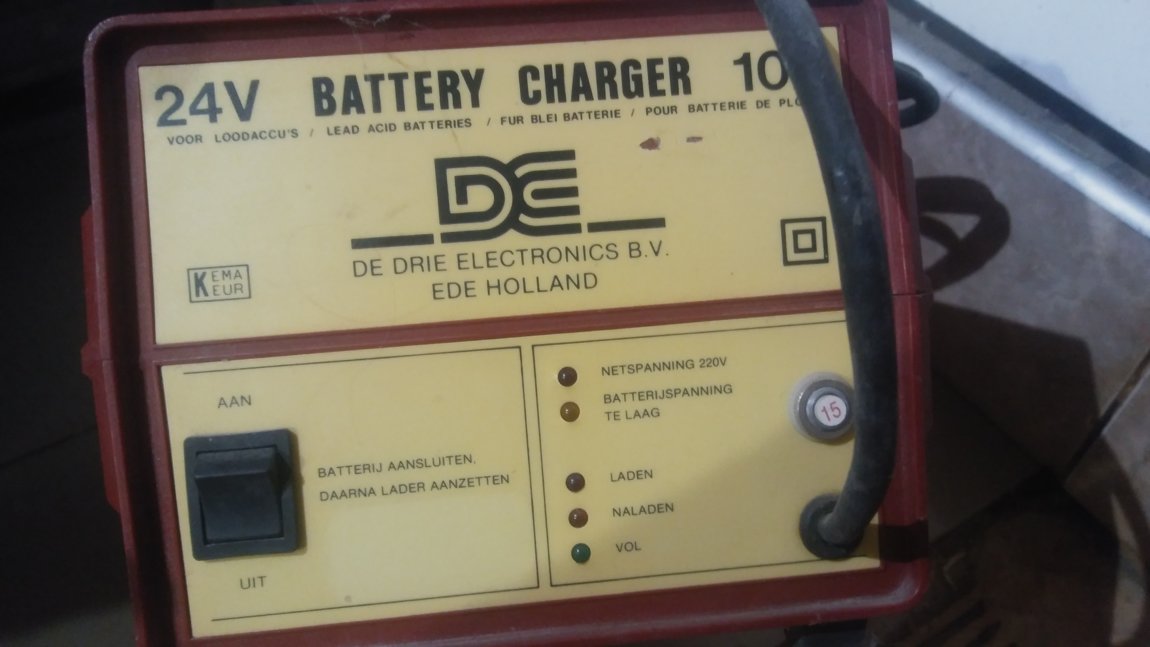 24V BATTERY CHARGER 10
VOOR LOODACCU'S / LEAD ACID BATTERIES / FUR BLEI BATTERIE / POUR BATTERIE DE
DE
DE DRIE ELECTRONICS B.V.
EDE HOLLAND
KEMA
KEUR
AAN
BATTERIJ AANSLUITEN,
DAARNA LADER AANZETTEN
UIT
NETSPANNING 220V
BATTERIJSPANNING
TE LAAG
15
LADEN
NALADEN
VOL